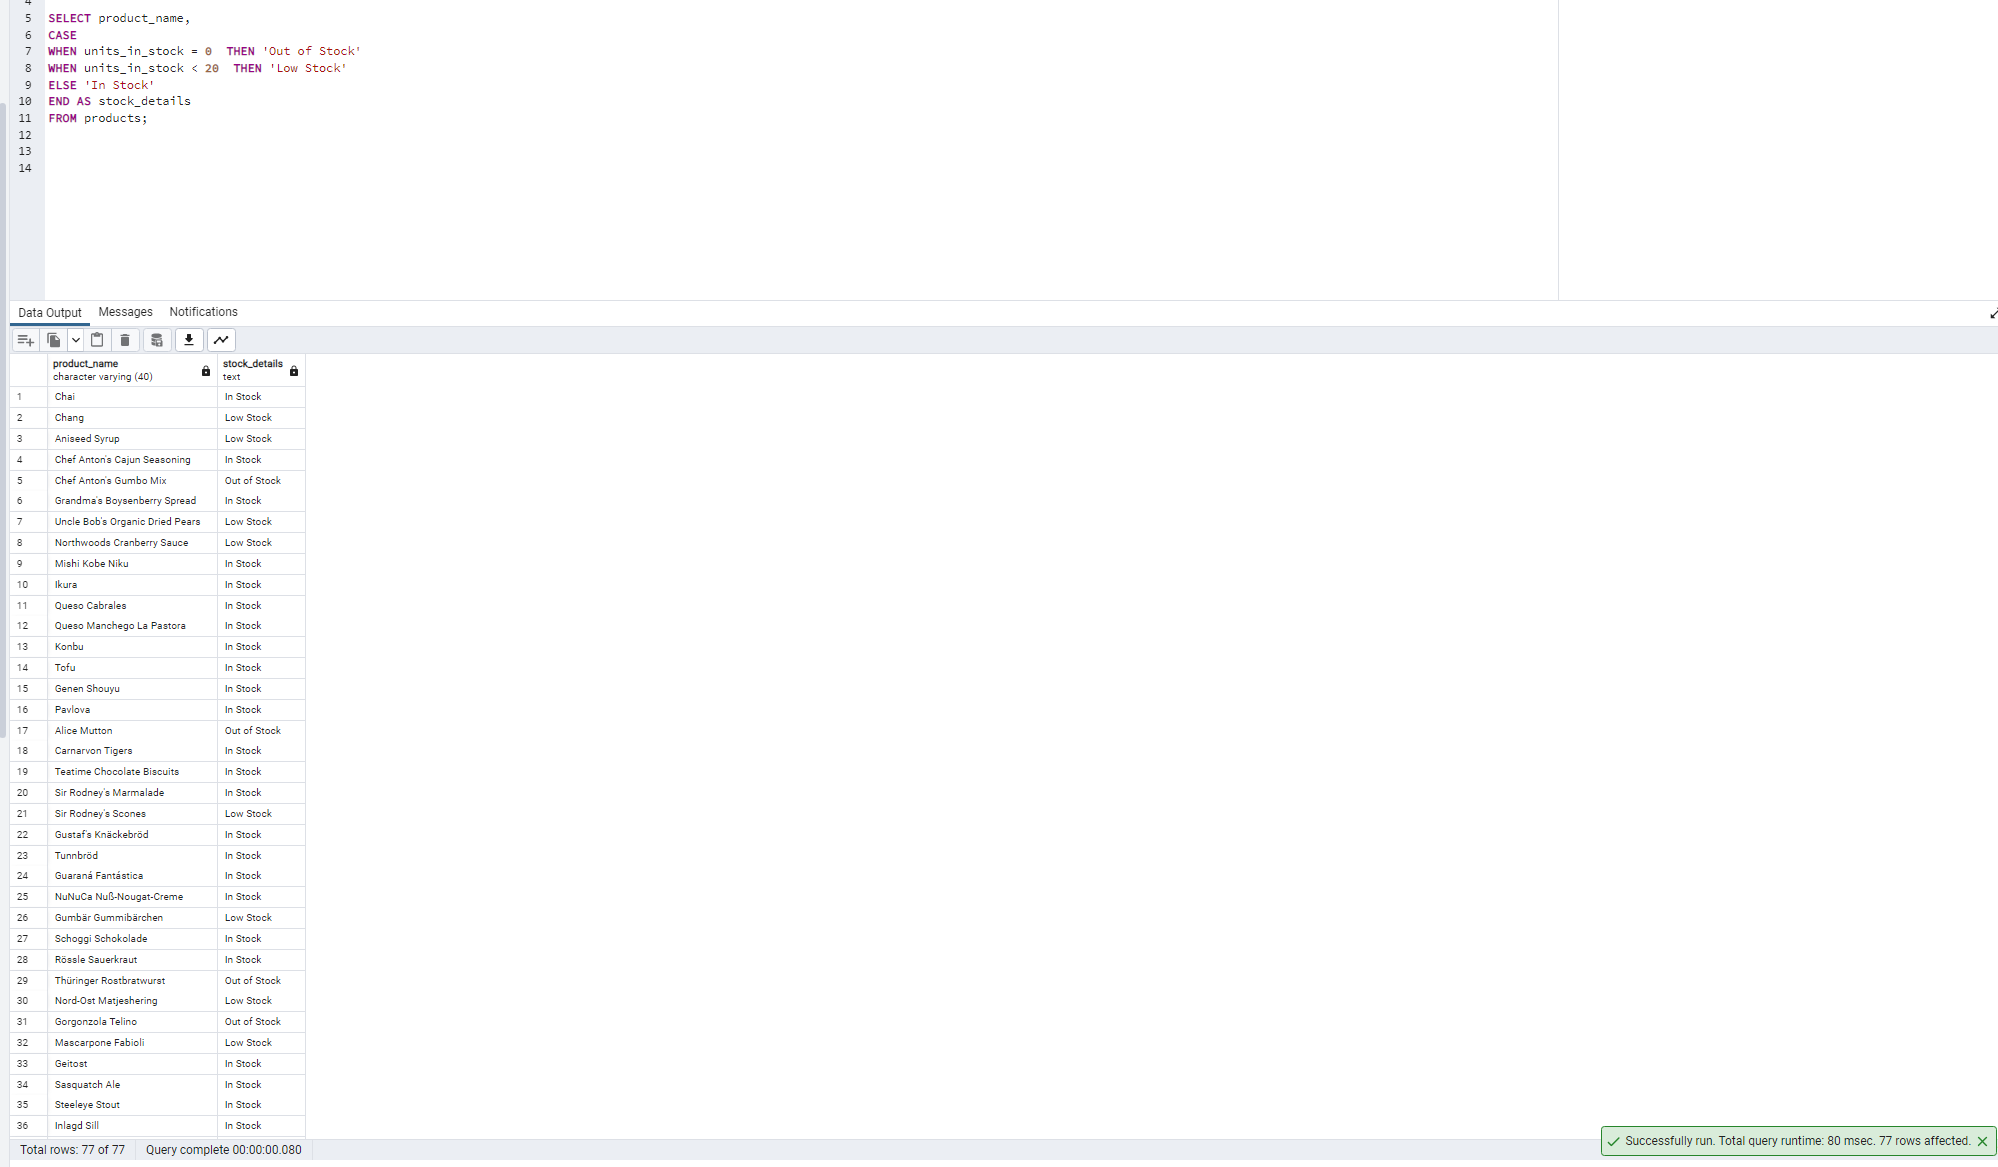 4
5 SELECT product_name,
6 CASE
7 WHEN units_in_stock = 0  THEN 'Out of Stock'
8 WHEN units_in_stock < 20  THEN 'Low Stock'
9 ELSE 'In Stock'
10 END AS stock_details
11 FROM products;
12
13
14
Data Output Messages Notifications
product_name stock_details
character varying (40) text
1 Chai In Stock
2 Chang Low Stock
3 Aniseed Syrup Low Stock
4 Chef Anton's Cajun Seasoning In Stock
5 Chef Anton's Gumbo Mix Out of Stock
6 Grandma's Boysenberry Spread In Stock
7 Uncle Bob's Organic Dried Pears Low Stock
8 Northwoods Cranberry Sauce Low Stock
9 Mishi Kobe Niku In Stock
10 Ikura In Stock
11 Queso Cabrales In Stock
12 Queso Manchego La Pastora In Stock
13 Konbu In Stock
14 Tofu In Stock
15 Genen Shouyu In Stock
16 Pavlova In Stock
17 Alice Mutton Out of Stock
18 Carnarvon Tigers In Stock
19 Teatime Chocolate Biscuits In Stock
20 Sir Rodney's Marmalade In Stock
21 Sir Rodney's Scones Low Stock
22 Gustaf's Knäckebröd In Stock
23 Tunnbröd In Stock
24 Guaraná Fantástica In Stock
25 NuNuCa Nuß-Nougat-Creme In Stock
26 Gumbär Gummibärchen Low Stock
27 Schoggi Schokolade In Stock
28 Rössle Sauerkraut In Stock
29 Thüringer Rostbratwurst Out of Stock
30 Nord-Ost Matjeshering Low Stock
31 Gorgonzola Telino Out of Stock
32 Mascarpone Fabioli Low Stock
33 Geitost In Stock
34 Sasquatch Ale In Stock
35 Steeleye Stout In Stock
36 Inlagd Sill In Stock
Total rows: 77 of 77 Query complete 00:00:00.080
Successfully run. Total query runtime: 80 msec. 77 rows affected.